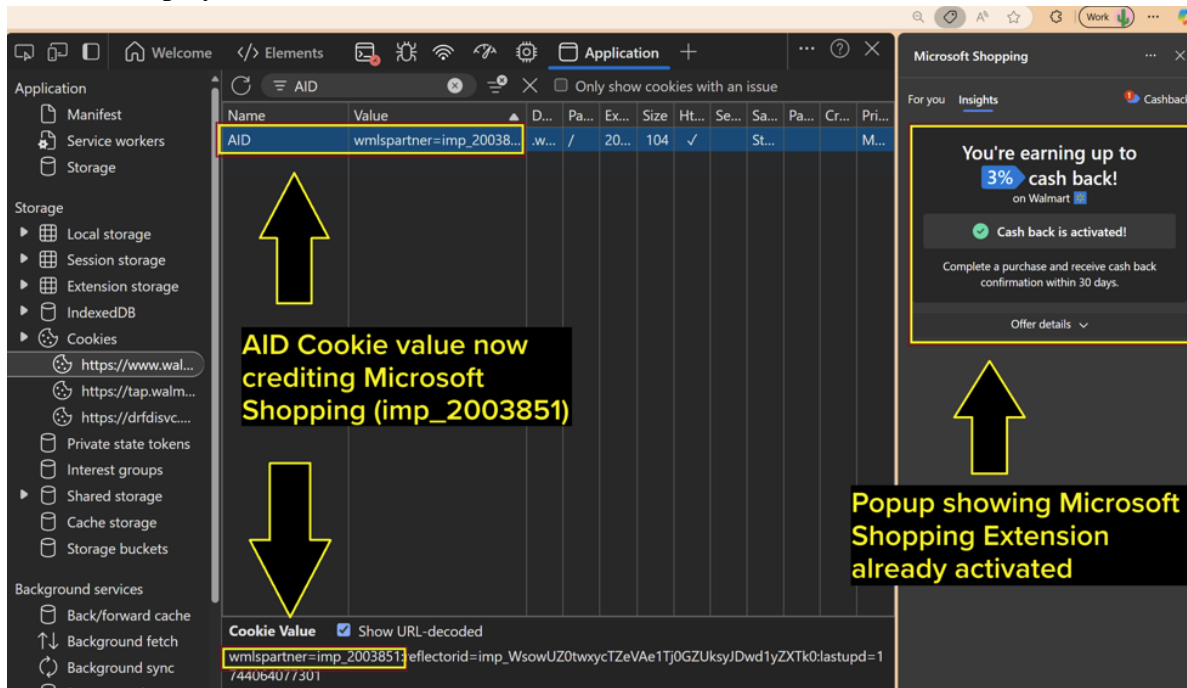 Work
Welcome
</> Elements
Application
Microsoft Shopping
Application
AID
Only show cookies with an issue
For you Insights
1 Cashback
Manifest
Service workers
Storage
Name Value D... Pa... Ex... Size Ht... Se... Sa... Pa... Cr... Pri...
AID wmlspartner=imp_20038... .w... / 20... 104 ✓ St... M...
You're earning up to
3% cash back!
on Walmart
Cash back is activated!
Complete a purchase and receive cash back
confirmation within 30 days.
Offer details
Storage
Local storage
Session storage
Extension storage
IndexedDB
Cookies
https://www.wal...
https://tap.walm...
https://drfdisvc....
Private state tokens
Interest groups
Shared storage
Cache storage
Storage buckets
AID Cookie value now
crediting Microsoft
Shopping (imp_2003851)
Popup showing Microsoft
Shopping Extension
already activated
Background services
Back/forward cache
Background fetch
Background sync
Cookie Value Show URL-decoded
wmlspartner=imp_2003851:reflectorid=imp_WsowUZ0twxycTZeVAe1Tj0GZUksyJDwd1yZXTk0:lastupd=1
744064077301